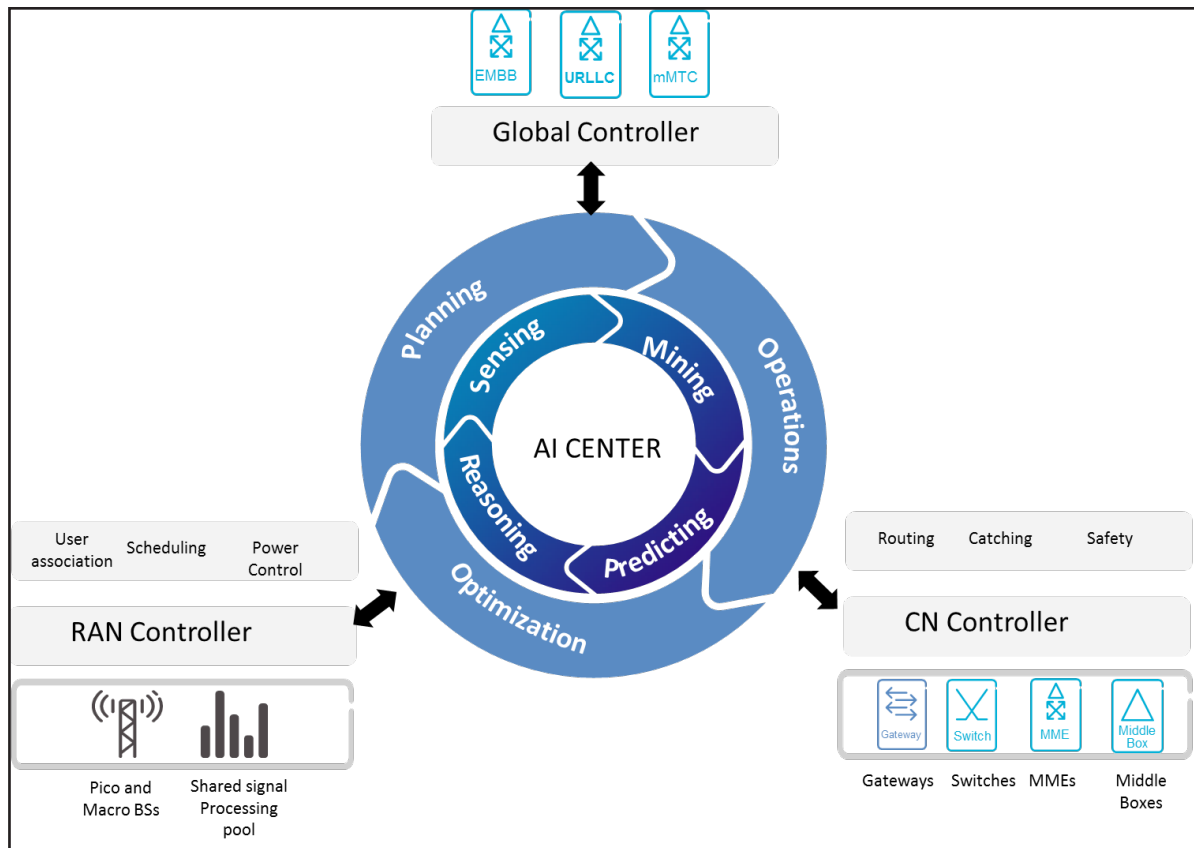 EMBB
URLLC
mMTC
Global Controller
Planning
Operations
Optimization
Sensing
Mining
Predicting
Reasoning
AI CENTER
User
association
Scheduling
Power
Control
RAN Controller
Pico and
Macro BSs
Shared signal
Processing
pool
Routing
Catching
Safety
CN Controller
Gateway
Switch
MME
Middle
Box
Gateways
Switches
MMEs
Middle
Boxes